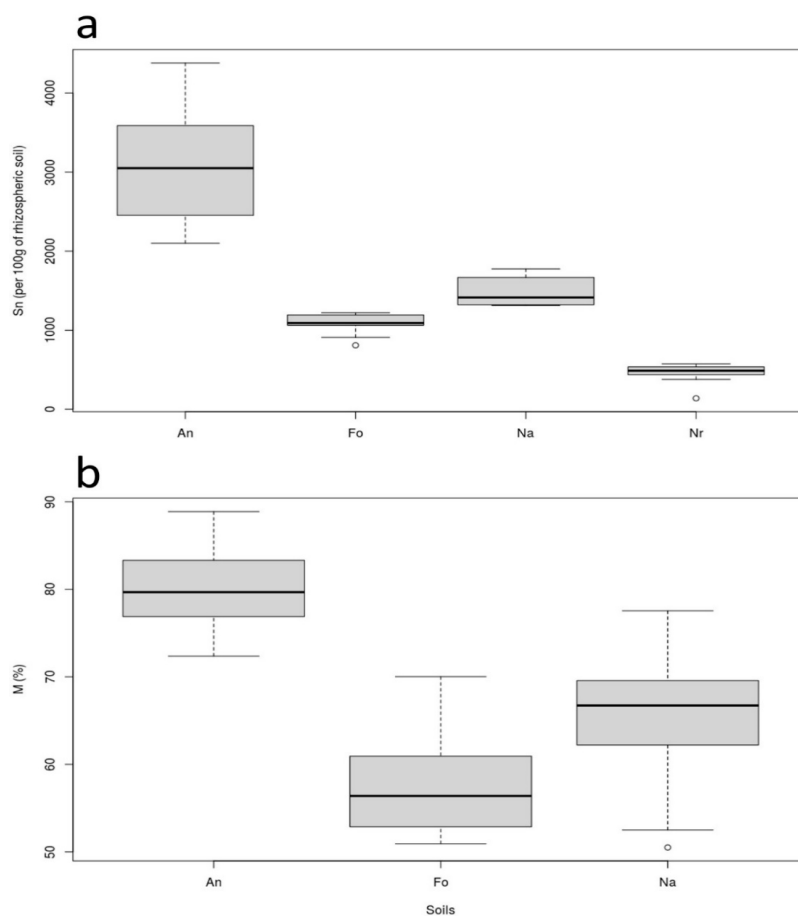 a
Sn (per 100g of rhizospheric soil)
4000
3000
2000
1000
0
An Fo Na Nr
b
M (%)
90
80
70
60
50
An Fo Na
Soils